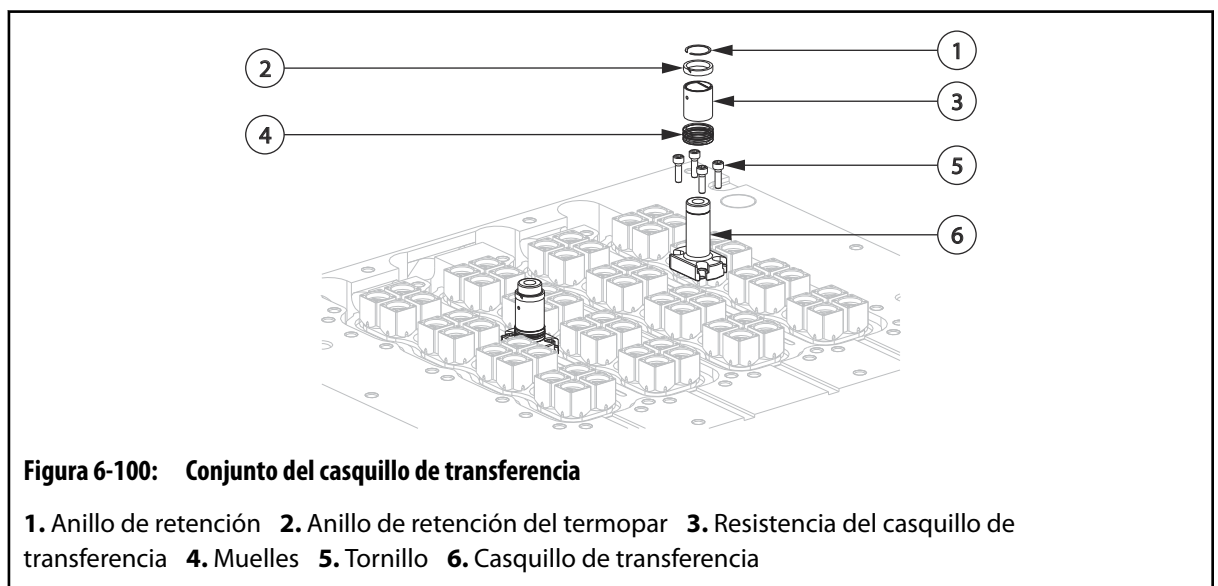 1
2
3
4
5
6
Figura 6-100: Conjunto del casquillo de transferencia
1. Anillo de retención 2. Anillo de retención del termopar 3. Resistencia del casquillo de
transferencia 4. Muelles 5. Tornillo 6. Casquillo de transferencia